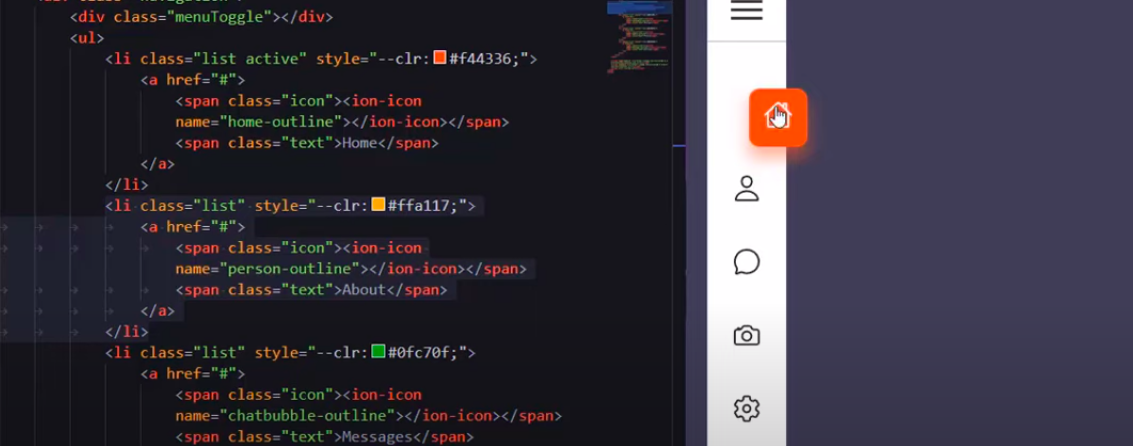 <div class="menuToggle"></div>
<ul>
<li class="list active" style="--clr:#f44336;">
<a href="#">
<span class="icon"><ion-icon
name="home-outline"></ion-icon></span>
<span class="text">Home</span>
</a>
</li>
<li class="list" style="--clr:#ffa117;">
<a href="#">
<span class="icon"><ion-icon
name="person-outline"></ion-icon></span>
<span class="text">About</span>
</a>
</li>
<li class="list" style="--clr:#0fc70f;">
<a href="#">
<span class="icon"><ion-icon
name="chatbubble-outline"></ion-icon></span>
<span class="text">Messages</span>